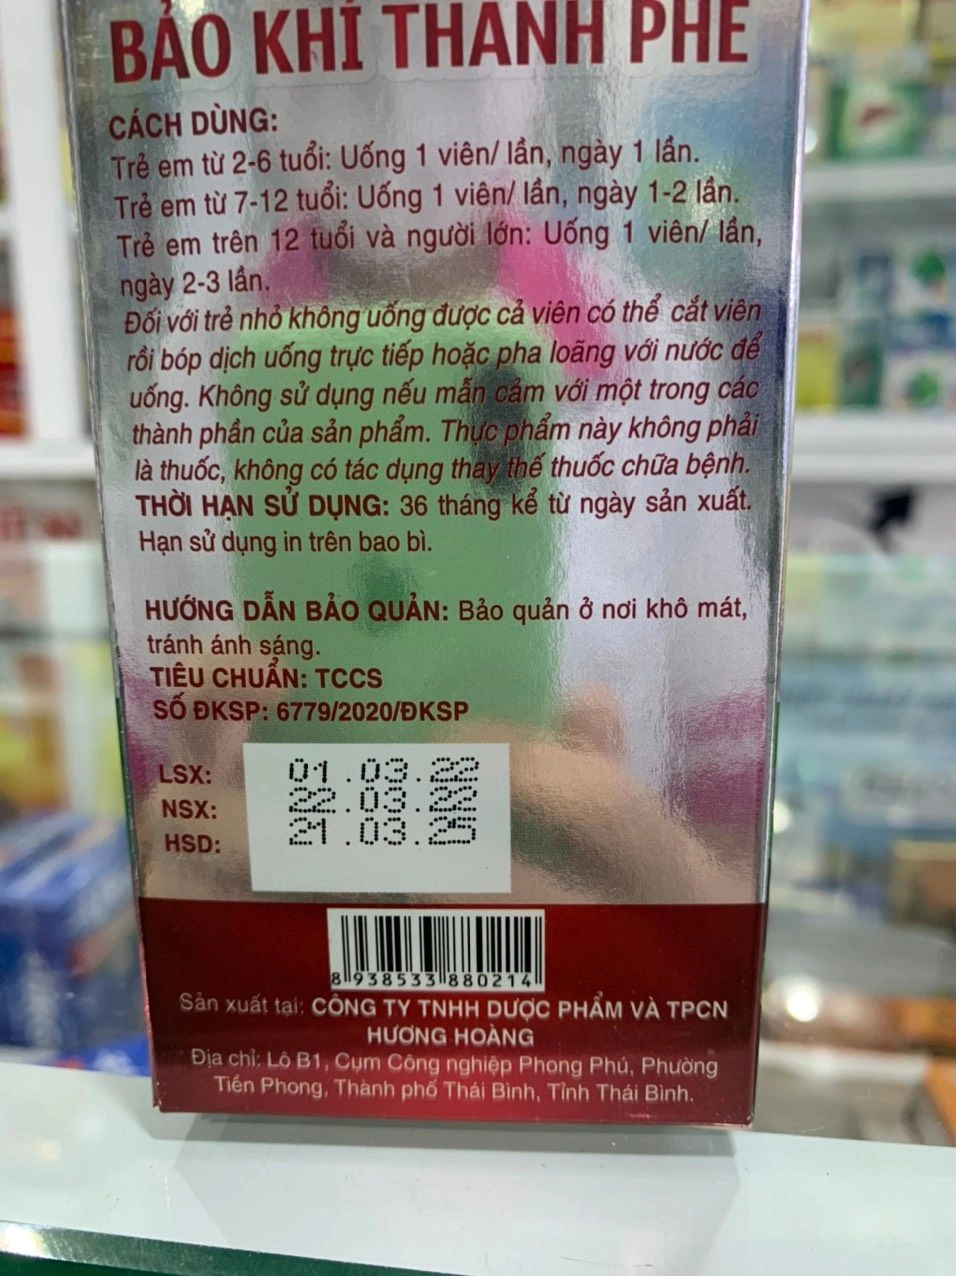 BẢO KHÍ THANH PHẾ
CÁCH DÙNG:
Trẻ em từ 2-6 tuổi: Uống 1 viên/ lần, ngày 1 lần.
Trẻ em từ 7-12 tuổi: Uống 1 viên/ lần, ngày 1-2 lần.
Trẻ em trên 12 tuổi và người lớn: Uống 1 viên/ lần,
ngày 2-3 lần.
Đối với trẻ nhỏ không uống được cả viên có thể cắt viên
rồi bóp dịch uống trực tiếp hoặc pha loãng với nước để
uống. Không sử dụng nếu mẫn cảm với một trong các
thành phần của sản phẩm. Thực phẩm này không phải
là thuốc, không có tác dụng thay thế thuốc chữa bệnh.
THỜI HẠN SỬ DỤNG: 36 tháng kể từ ngày sản xuất.
Hạn sử dụng in trên bao bì.
HƯỚNG DẪN BẢO QUẢN: Bảo quản ở nơi khô mát,
tránh ánh sáng.
TIÊU CHUẨN: TCCS
SỐ ĐKSP: 6779/2020/ĐKSP
LSX: 01.03.22
NSX: 22.03.22
HSD: 21.03.25
8 938533 880214
Sản xuất tại: CÔNG TY TNHH DƯỢC PHẨM VÀ TPCN
HƯƠNG HOÀNG
Địa chỉ: Lô B1, Cụm Công nghiệp Phong Phú, Phường
Tiền Phong, Thành phố Thái Bình, Tỉnh Thái Bình.